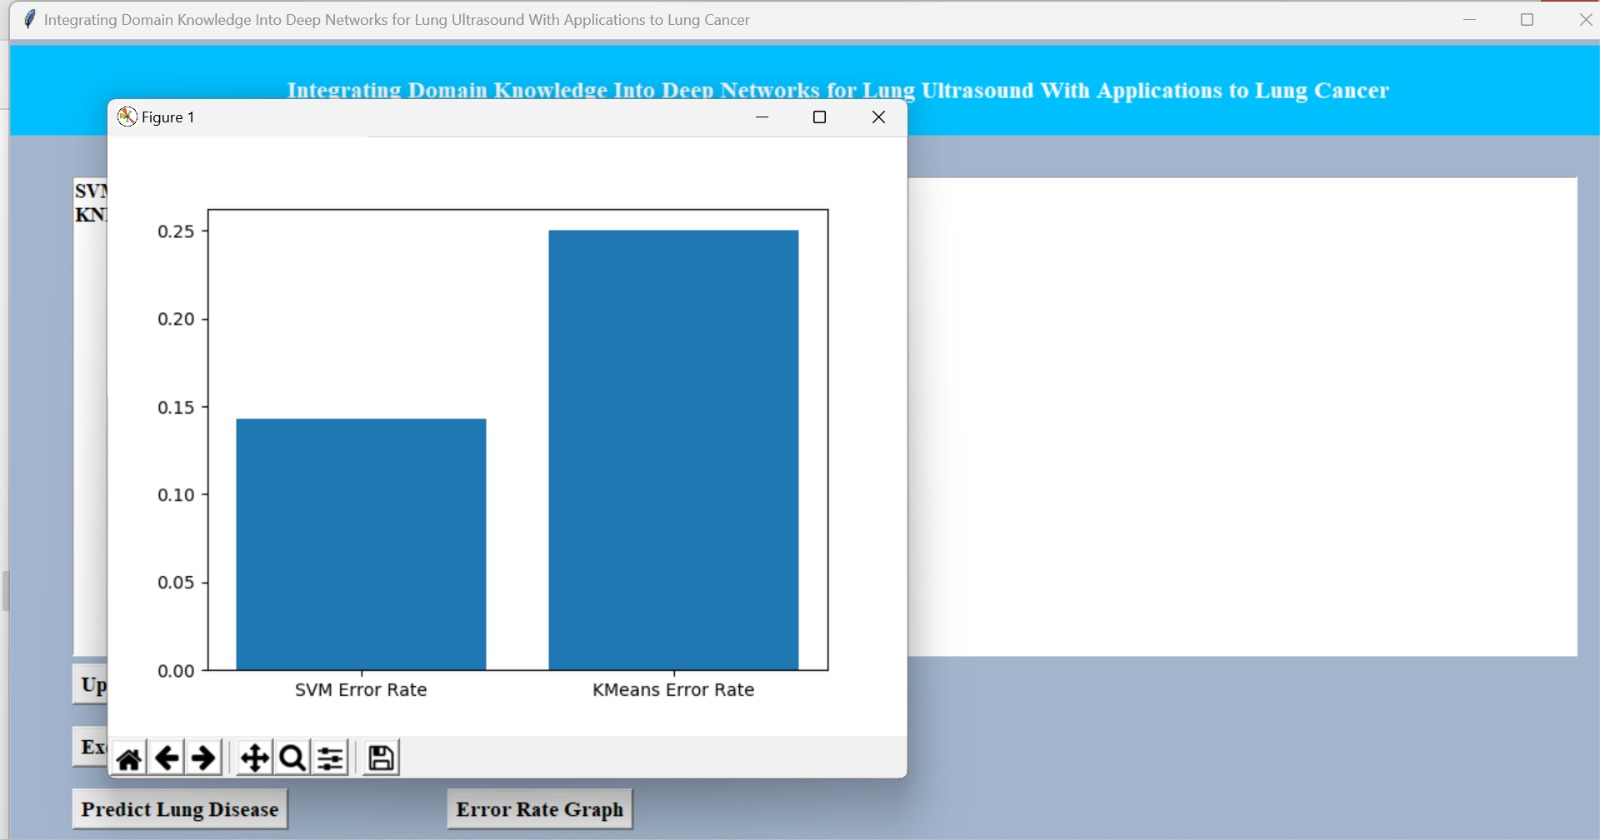 Integrating Domain Knowledge Into Deep Networks for Lung Ultrasound With Applications to Lung Cancer
Integrating Domain Knowledge Into Deep Networks for Lung Ultrasound With Applications to Lung Cancer
Figure 1
0.25
0.20
0.15
0.10
0.05
0.00
SVM Error Rate
KMeans Error Rate
Predict Lung Disease
Error Rate Graph